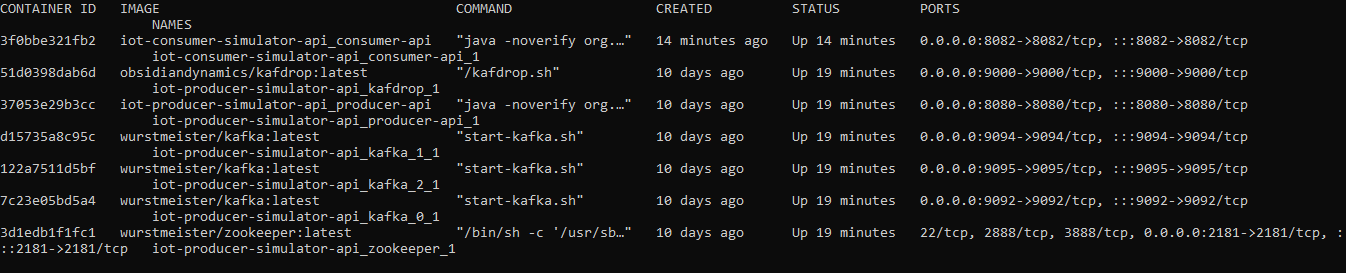 CONTAINER ID   IMAGE                                     COMMAND                  CREATED          STATUS          PORTS
                   NAMES
3f0bbe321fb2   iot-consumer-simulator-api_consumer-api   "java -noverify org.…"   14 minutes ago   Up 14 minutes   0.0.0.0:8082->8082/tcp, :::8082->8082/tcp
                   iot-consumer-simulator-api_consumer-api_1
51d0398dab6d   obsidiandynamics/kafdrop:latest           "/kafdrop.sh"            10 days ago      Up 19 minutes   0.0.0.0:9000->9000/tcp, :::9000->9000/tcp
                   iot-producer-simulator-api_kafdrop_1
37053e29b3cc   iot-producer-simulator-api_producer-api   "java -noverify org.…"   10 days ago      Up 19 minutes   0.0.0.0:8080->8080/tcp, :::8080->8080/tcp
                   iot-producer-simulator-api_producer-api_1
d15735a8c95c   wurstmeister/kafka:latest                 "start-kafka.sh"         10 days ago      Up 19 minutes   0.0.0.0:9094->9094/tcp, :::9094->9094/tcp
                   iot-producer-simulator-api_kafka_1_1
122a7511d5bf   wurstmeister/kafka:latest                 "start-kafka.sh"         10 days ago      Up 19 minutes   0.0.0.0:9095->9095/tcp, :::9095->9095/tcp
                   iot-producer-simulator-api_kafka_2_1
7c23e05bd5a4   wurstmeister/kafka:latest                 "start-kafka.sh"         10 days ago      Up 19 minutes   0.0.0.0:9092->9092/tcp, :::9092->9092/tcp
                   iot-producer-simulator-api_kafka_0_1
3d1edb1f1fc1   wurstmeister/zookeeper:latest             "/bin/sh -c '/usr/sb…"   10 days ago      Up 19 minutes   22/tcp, 2888/tcp, 3888/tcp, 0.0.0.0:2181->2181/tcp, :
::2181->2181/tcp   iot-producer-simulator-api_zookeeper_1